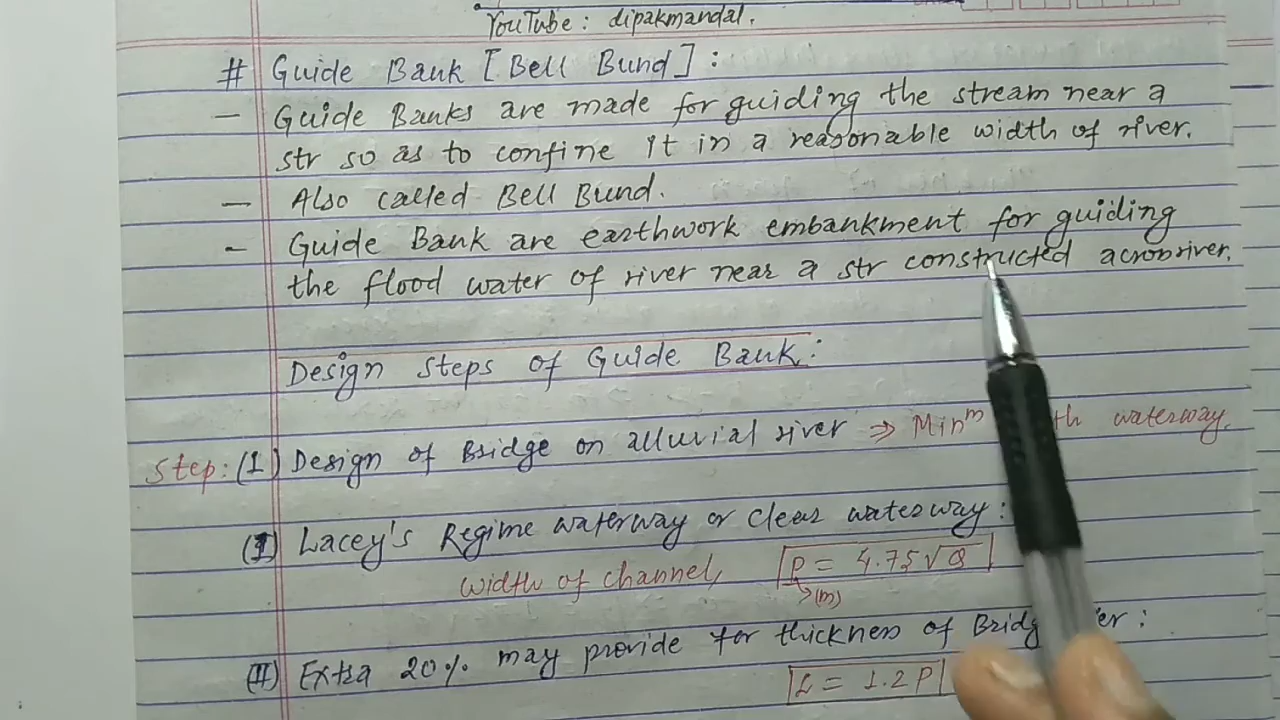 YouTube: dipakmandal.
# Guide Bank [Bell Bund]:
– Guide Banks are made for guiding the stream near a
str so as to confine it in a reasonable width of river.
– Also called Bell Bund.
– Guide Bank are earthwork embankment for guiding
the flood water of river near a str constructed across river.
Design steps of Guide Bank:
Step: (I) Design of Bridge on alluvial river ⇒ Minᵐ waterway.
(I) Lacey's Regime waterway or clear waterway:
width of channel, P = 4.75√Q
→(m)
(II) Extra 20% may provide for thickness of
L = 1.2 P